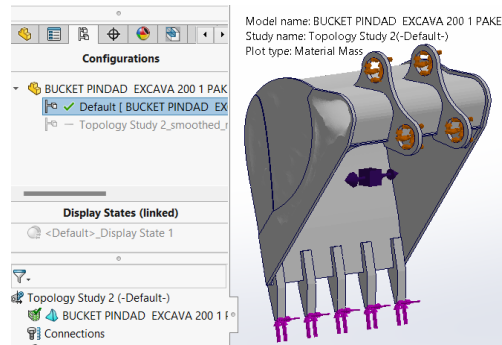 Configurations
BUCKET PINDAD EXCAVA 200 1 PAK
Default [ BUCKET PINDAD EX
Topology Study 2_smoothed_
Display States (linked)
<Default>_Display State 1
Topology Study 2 (-Default-)
BUCKET PINDAD EXCAVA 200 1
Connections
Model name: BUCKET PINDAD EXCAVA 200 1 PAKE
Study name: Topology Study 2(-Default-)
Plot type: Material Mass